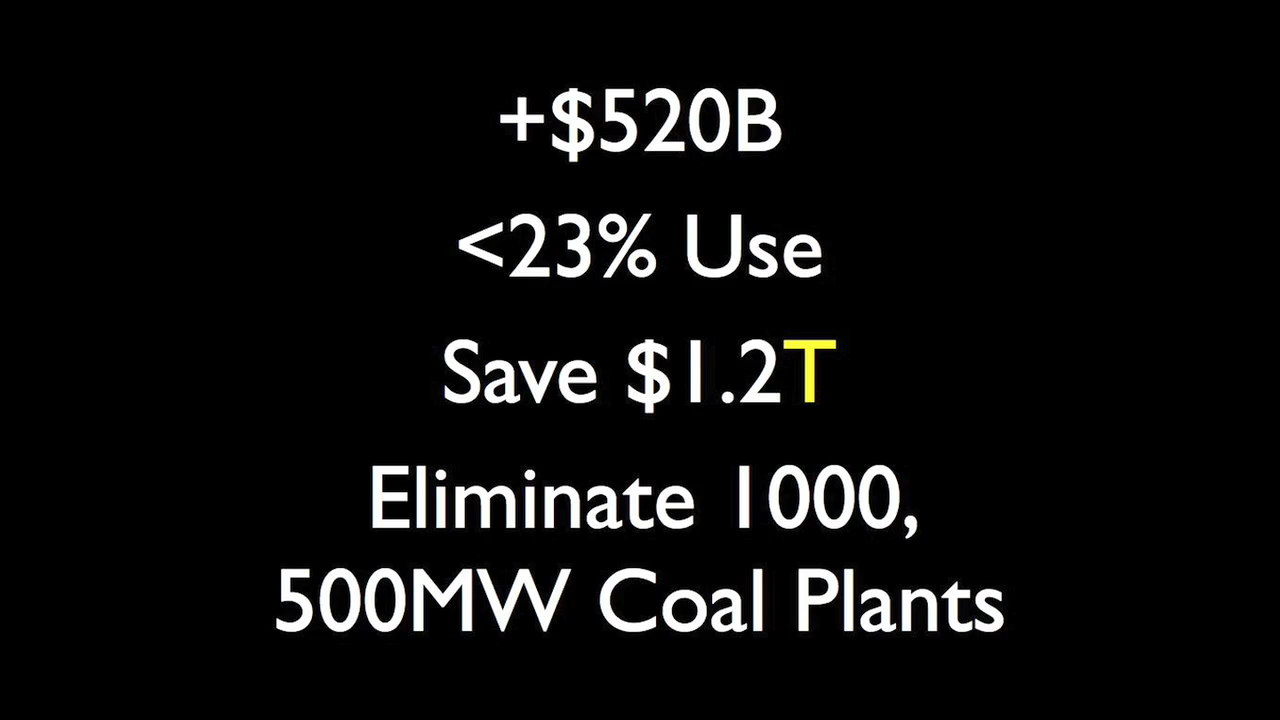 +$520B
<23% Use
Save $1.2T
Eliminate 1000,
500MW Coal Plants